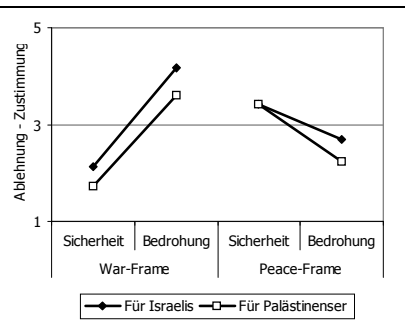 Ablehnung - Zustimmung
5
3
1
Sicherheit Bedrohung Sicherheit Bedrohung
War-Frame Peace-Frame
Für Israelis Für Palästinenser